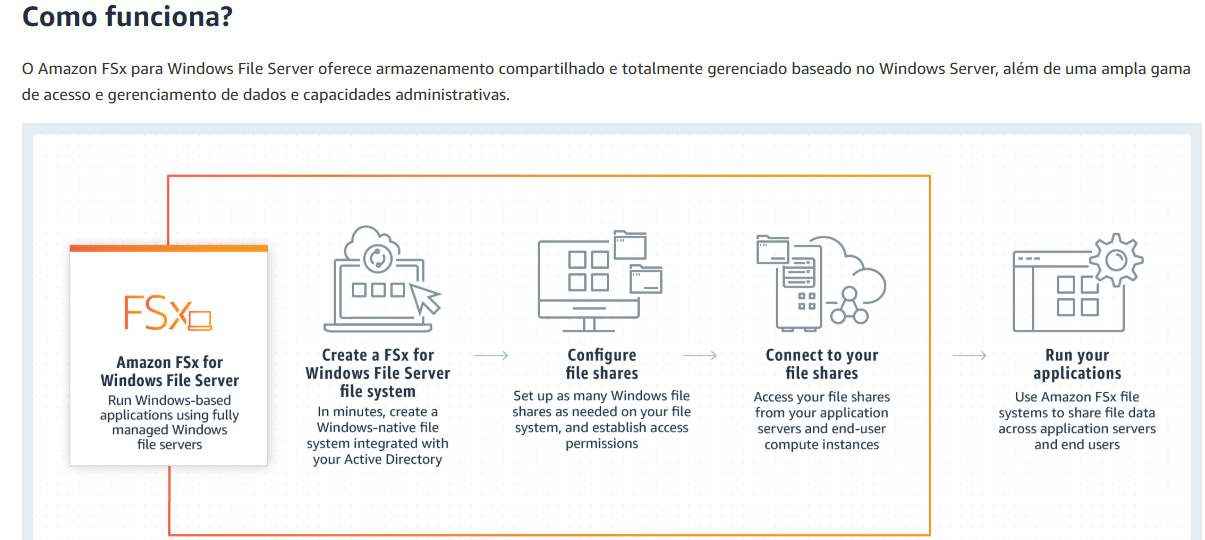 Como funciona?
O Amazon FSx para Windows File Server oferece armazenamento compartilhado e totalmente gerenciado baseado no Windows Server, além de uma ampla gama
de acesso e gerenciamento de dados e capacidades administrativas.
FSx
Amazon FSx for
Windows File Server
Run Windows-based
applications using fully
managed Windows
file servers
Create a FSx for
Windows File Server
file system
In minutes, create a
Windows-native file
system integrated with
your Active Directory
Configure
file shares
Set up as many Windows file
shares as needed on your file
system, and establish access
permissions
Connect to your
file shares
Access your file shares
from your application
servers and end-user
compute instances
Run your
applications
Use Amazon FSx file
systems to share file data
across application servers
and end users